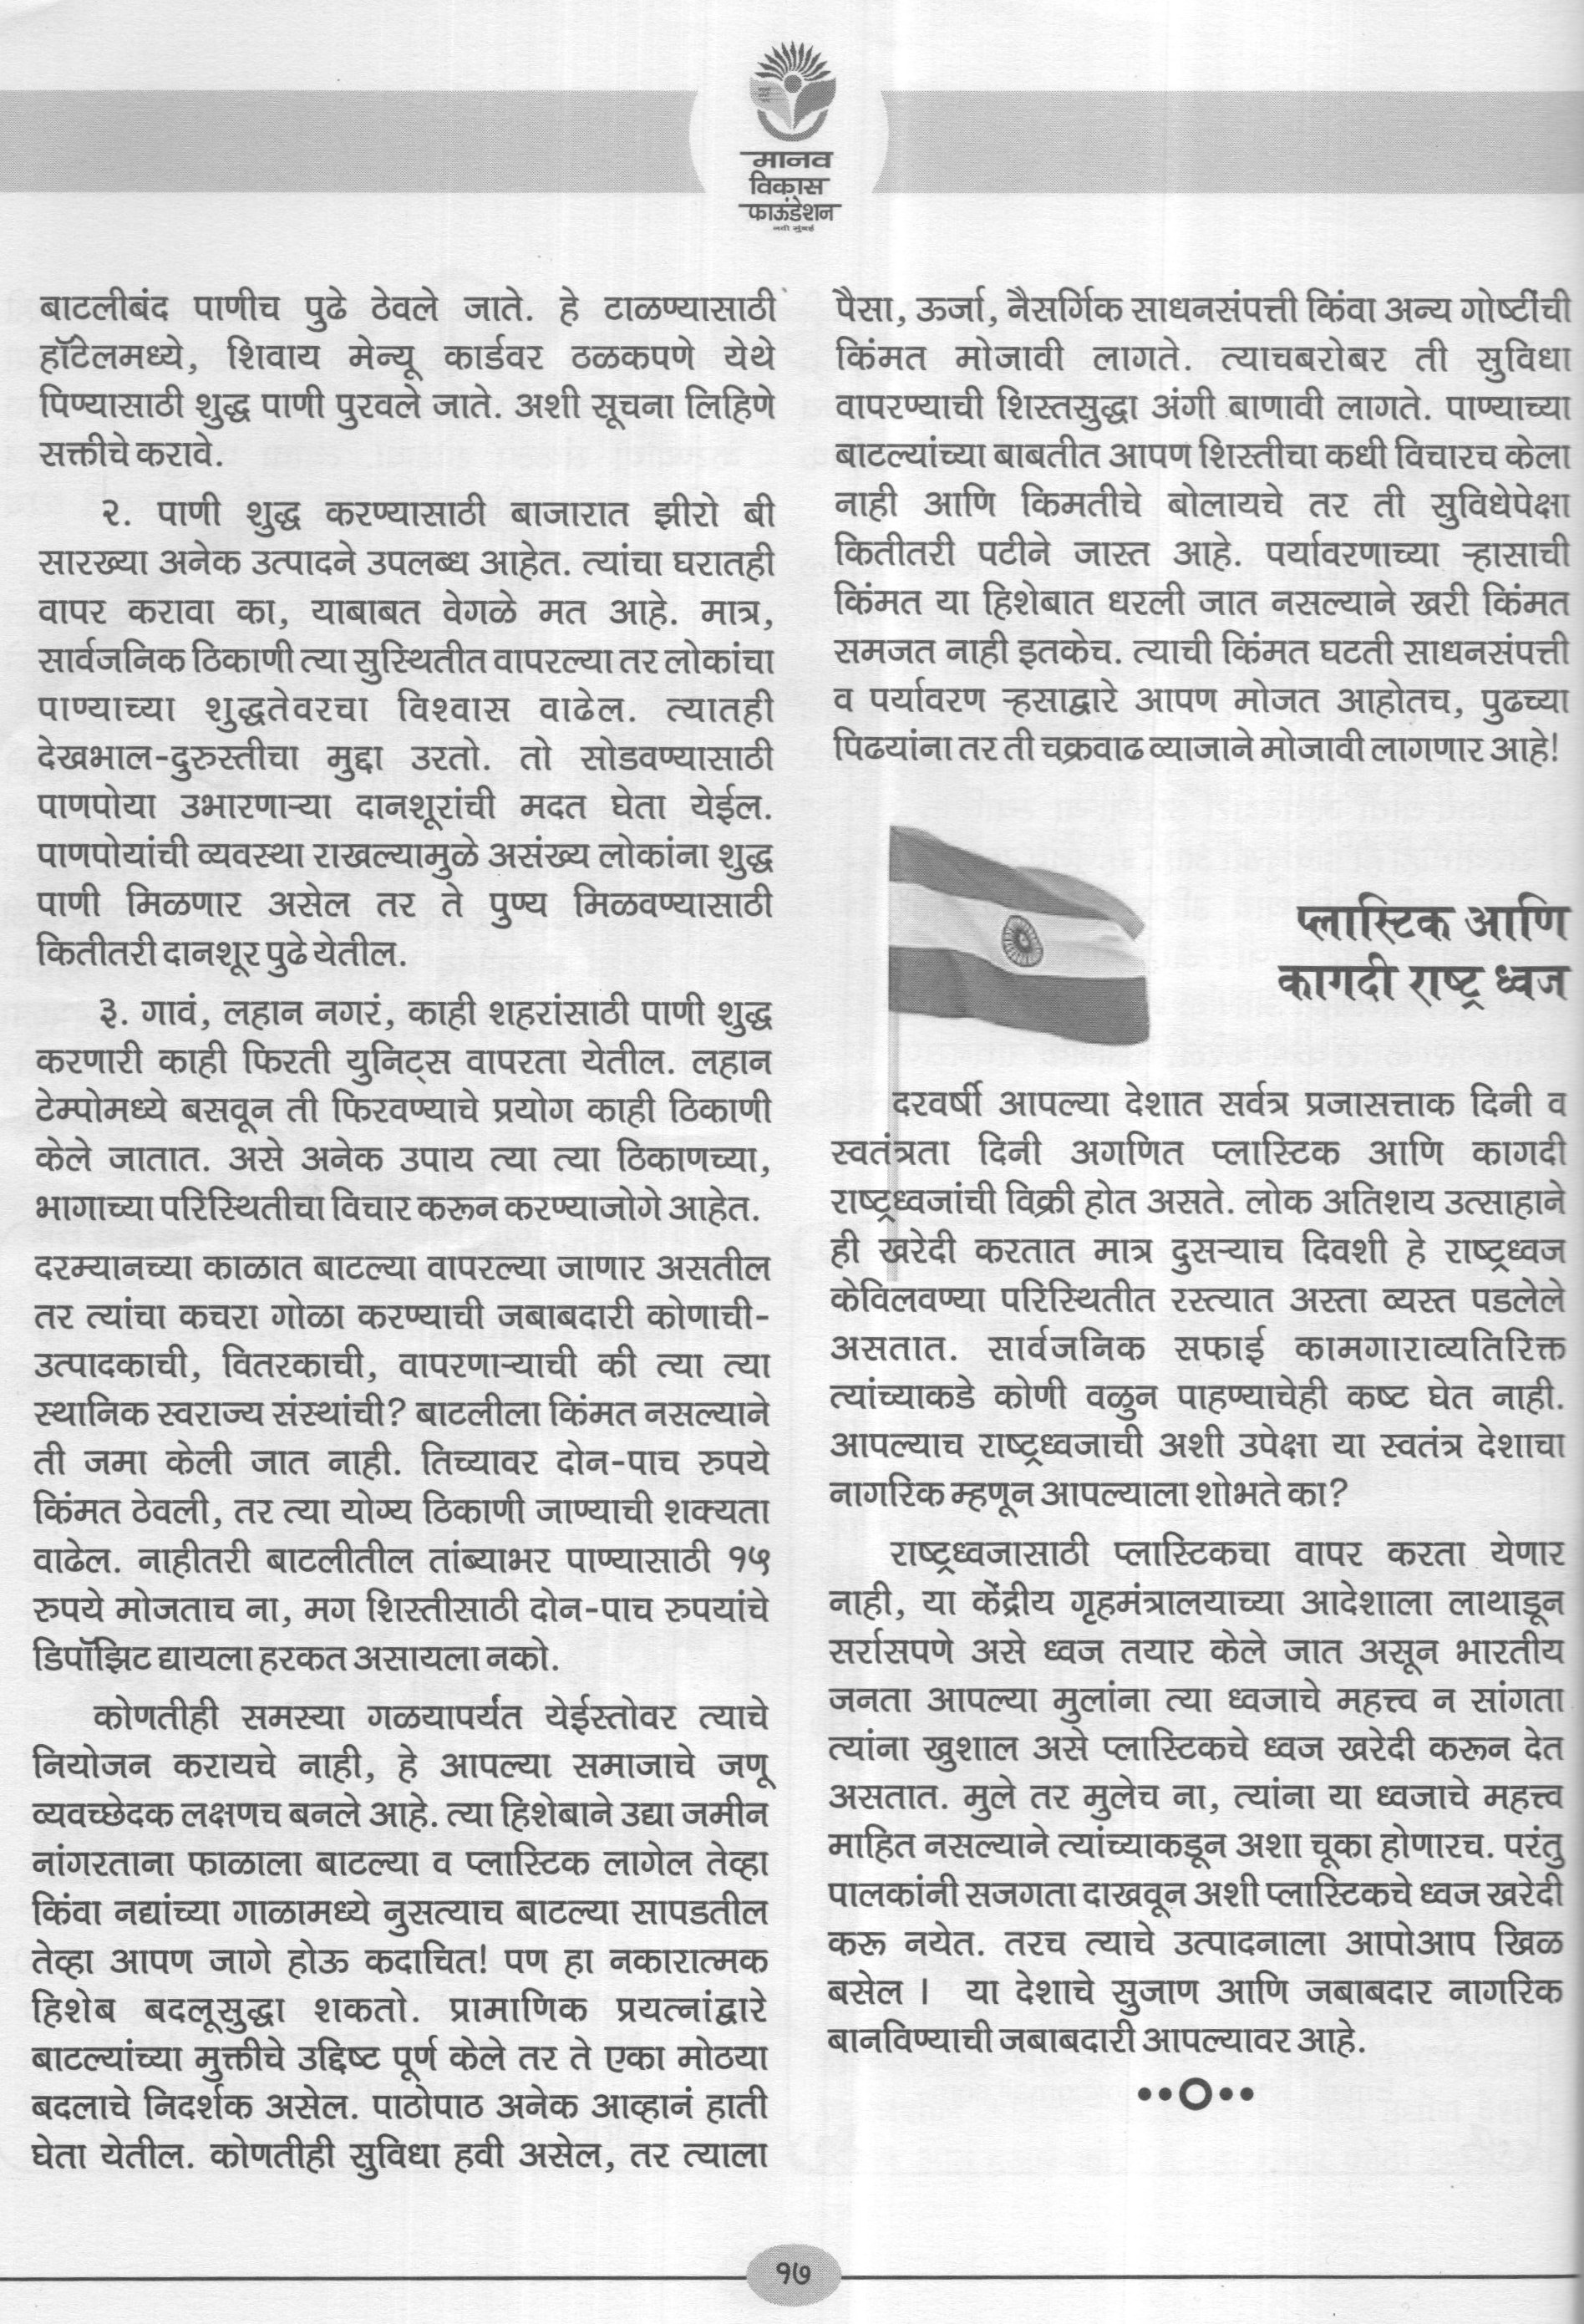 मानव
विकास
फाऊंडेशन
नवी मुंबई
बाटलीबंद पाणीच पुढे ठेवले जाते. हे टाळण्यासाठी
हॉटेलमध्ये, शिवाय मेन्यू कार्डवर ठळकपणे येथे
पिण्यासाठी शुद्ध पाणी पुरवले जाते. अशी सूचना लिहिणे
सक्तीचे करावे.
२. पाणी शुद्ध करण्यासाठी बाजारात झीरो बी
सारख्या अनेक उत्पादने उपलब्ध आहेत. त्यांचा घरातही
वापर करावा का, याबाबत वेगळे मत आहे. मात्र,
सार्वजनिक ठिकाणी त्या सुस्थितीत वापरल्या तर लोकांचा
पाण्याच्या शुद्धतेवरचा विश्वास वाढेल. त्यातही
देखभाल-दुरुस्तीचा मुद्दा उरतो. तो सोडवण्यासाठी
पाणपोया उभारणाऱ्या दानशूरांची मदत घेता येईल.
पाणपोयांची व्यवस्था राखल्यामुळे असंख्य लोकांना शुद्ध
पाणी मिळणार असेल तर ते पुण्य मिळवण्यासाठी
कितीतरी दानशूर पुढे येतील.
३. गावं, लहान नगरं, काही शहरांसाठी पाणी शुद्ध
करणारी काही फिरती युनिट्स वापरता येतील. लहान
टेम्पोमध्ये बसवून ती फिरवण्याचे प्रयोग काही ठिकाणी
केले जातात. असे अनेक उपाय त्या त्या ठिकाणच्या,
भागाच्या परिस्थितीचा विचार करून करण्याजोगे आहेत.
दरम्यानच्या काळात बाटल्या वापरल्या जाणार असतील
तर त्यांचा कचरा गोळा करण्याची जबाबदारी कोणाची-
उत्पादकाची, वितरकाची, वापरणाऱ्याची की त्या त्या
स्थानिक स्वराज्य संस्थांची? बाटलीला किंमत नसल्याने
ती जमा केली जात नाही. तिच्यावर दोन-पाच रुपये
किंमत ठेवली, तर त्या योग्य ठिकाणी जाण्याची शक्यता
वाढेल. नाहीतरी बाटलीतील तांब्याभर पाण्यासाठी १५
रुपये मोजताच ना, मग शिस्तीसाठी दोन-पाच रुपयांचे
डिपॉझिट द्यायला हरकत असायला नको.
कोणतीही समस्या गळयापर्यंत येईस्तोवर त्याचे
नियोजन करायचे नाही, हे आपल्या समाजाचे जणू
व्यवच्छेदक लक्षणच बनले आहे. त्या हिशेबाने उद्या जमीन
नांगरताना फाळाला बाटल्या व प्लास्टिक लागेल तेव्हा
किंवा नद्यांच्या गाळामध्ये नुसत्याच बाटल्या सापडतील
तेव्हा आपण जागे होऊ कदाचित! पण हा नकारात्मक
हिशेब बदलूसुद्धा शकतो. प्रामाणिक प्रयत्नांद्वारे
बाटल्यांच्या मुक्तीचे उद्दिष्ट पूर्ण केले तर ते एका मोठया
बदलाचे निदर्शक असेल. पाठोपाठ अनेक आव्हानं हाती
घेता येतील. कोणतीही सुविधा हवी असेल, तर त्याला
पैसा, ऊर्जा, नैसर्गिक साधनसंपत्ती किंवा अन्य गोष्टींची
किंमत मोजावी लागते. त्याचबरोबर ती सुविधा
वापरण्याची शिस्तसुद्धा अंगी बाणावी लागते. पाण्याच्या
बाटल्यांच्या बाबतीत आपण शिस्तीचा कधी विचारच केला
नाही आणि किमतीचे बोलायचे तर ती सुविधेपेक्षा
कितीतरी पटीने जास्त आहे. पर्यावरणाच्या ऱ्हासाची
किंमत या हिशेबात धरली जात नसल्याने खरी किंमत
समजत नाही इतकेच. त्याची किंमत घटती साधनसंपत्ती
व पर्यावरण ऱ्हसाद्वारे आपण मोजत आहोतच, पुढच्या
पिढयांना तर ती चक्रवाढ व्याजाने मोजावी लागणार आहे!
प्लास्टिक आणि
कागदी राष्ट्र ध्वज
दरवर्षी आपल्या देशात सर्वत्र प्रजासत्ताक दिनी व
स्वतंत्रता दिनी अगणित प्लास्टिक आणि कागदी
राष्ट्रध्वजांची विक्री होत असते. लोक अतिशय उत्साहाने
ही खरेदी करतात मात्र दुसऱ्याच दिवशी हे राष्ट्रध्वज
केविलवण्या परिस्थितीत रस्त्यात अस्ता व्यस्त पडलेले
असतात. सार्वजनिक सफाई कामगाराव्यतिरिक्त
त्यांच्याकडे कोणी वळुन पाहण्याचेही कष्ट घेत नाही.
आपल्याच राष्ट्रध्वजाची अशी उपेक्षा या स्वतंत्र देशाचा
नागरिक म्हणून आपल्याला शोभते का?
राष्ट्रध्वजासाठी प्लास्टिकचा वापर करता येणार
नाही, या केंद्रीय गृहमंत्रालयाच्या आदेशाला लाथाडून
सर्रासपणे असे ध्वज तयार केले जात असून भारतीय
जनता आपल्या मुलांना त्या ध्वजाचे महत्त्व न सांगता
त्यांना खुशाल असे प्लास्टिकचे ध्वज खरेदी करून देत
असतात. मुले तर मुलेच ना, त्यांना या ध्वजाचे महत्त्व
माहित नसल्याने त्यांच्याकडून अशा चूका होणारच. परंतु
पालकांनी सजगता दाखवून अशी प्लास्टिकचे ध्वज खरेदी
करू नयेत. तरच त्याचे उत्पादनाला आपोआप खिळ
बसेल । या देशाचे सुजाण आणि जबाबदार नागरिक
बानविण्याची जबाबदारी आपल्यावर आहे.
१७